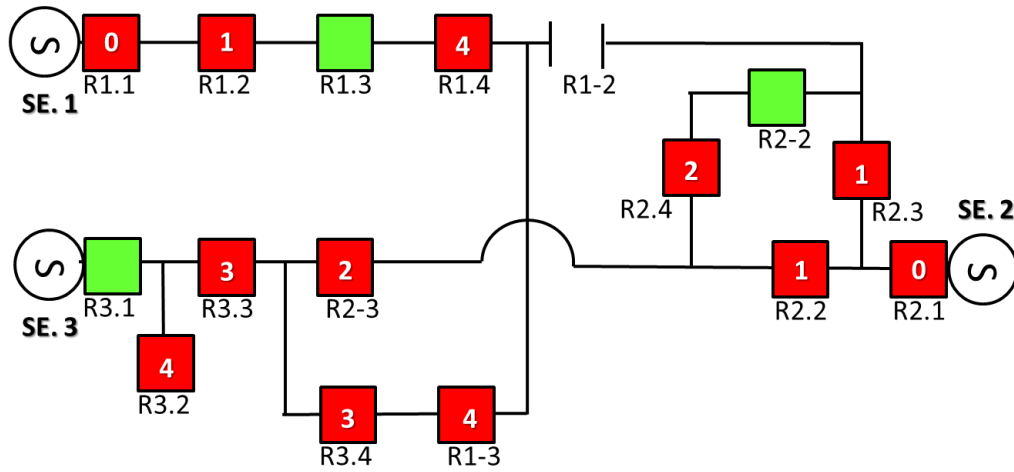 S 0 1 4
SE. 1 R1.1 R1.2 R1.3 R1.4 R1-2
R2-2
2 1
R2.4 R2.3 SE. 2
S 3 2 1 0 S
R3.1 R3.3 R2-3 R2.2 R2.1
SE. 3
4
R3.2
3 4
R3.4 R1-3